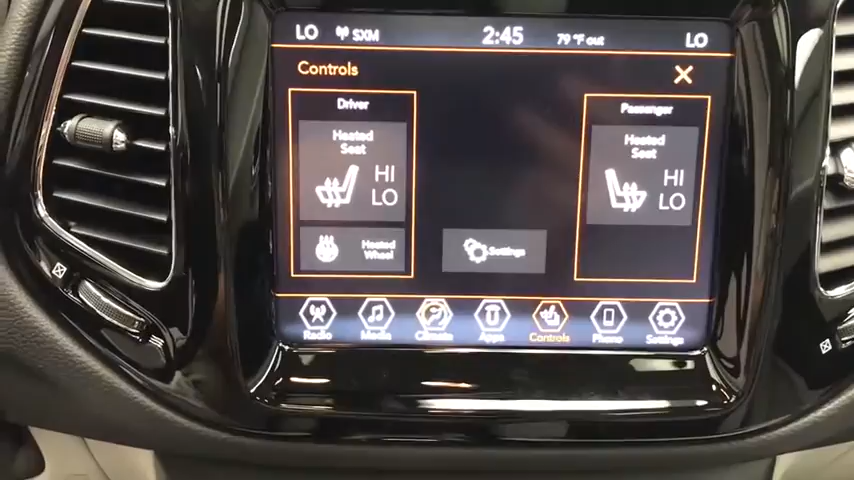 LO SXM 2:45 79 °F out LO
Controls
Driver
Heated
Seat
HI
LO
Heated
Wheel
Settings
Passenger
Heated
Seat
HI
LO
Radio Media Climate Apps Controls Phone Settings